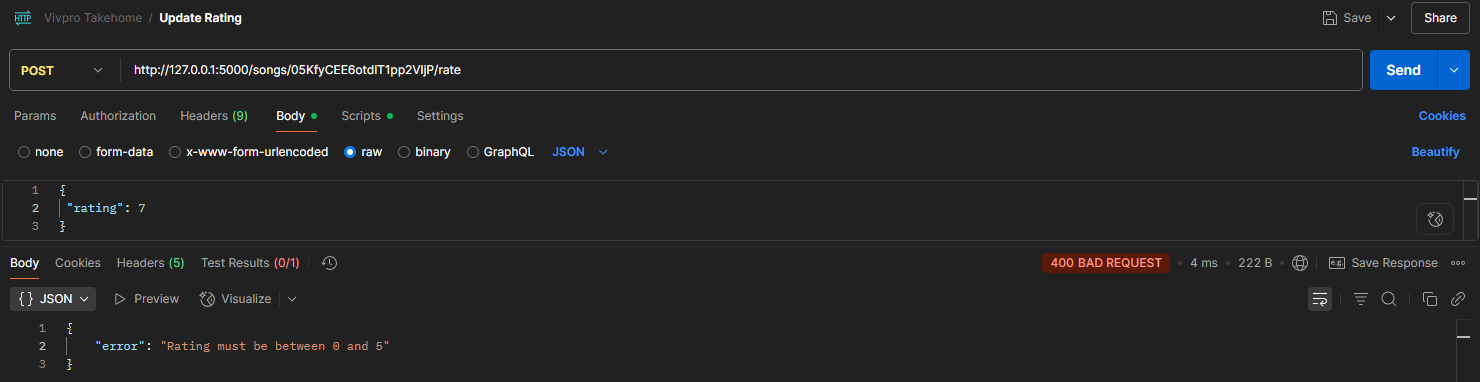 HTTP Vivpro Takehome / Update Rating Save Share
POST http://127.0.0.1:5000/songs/05KfyCEE6otdlT1pp2VljP/rate Send
Params Authorization Headers (9) Body Scripts Settings Cookies
none form-data x-www-form-urlencoded raw binary GraphQL JSON Beautify
1 {
2 "rating": 7
3 }
Body Cookies Headers (5) Test Results (0/1) 400 BAD REQUEST • 4 ms • 222 B • e.g. Save Response
{} JSON Preview Visualize
1 {
2 "error": "Rating must be between 0 and 5"
3 }